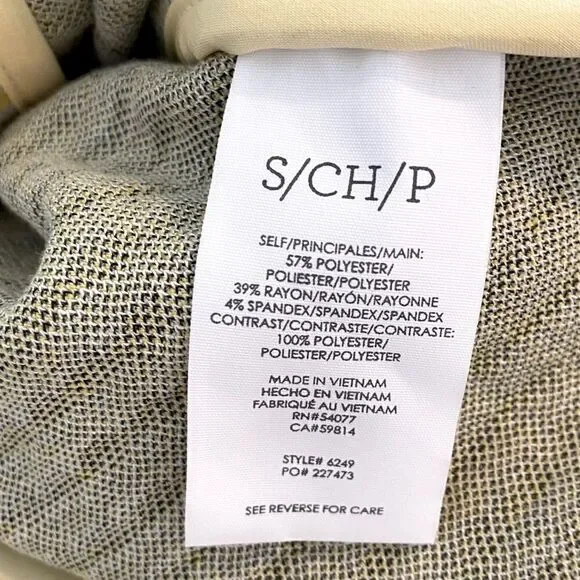 S/CH/P
SELF/PRINCIPALES/MAIN:
57% POLYESTER/
POLIESTER/POLYESTER
39% RAYON/RAYÓN/RAYONNE
4% SPANDEX/SPANDEX/SPANDEX
CONTRAST/CONTRASTE/CONTRASTE:
100% POLYESTER/
POLIESTER/POLYESTER
MADE IN VIETNAM
HECHO EN VIETNAM
FABRIQUÉ AU VIETNAM
RN#54077
CA#59814
STYLE# 6249
PO# 227473
SEE REVERSE FOR CARE